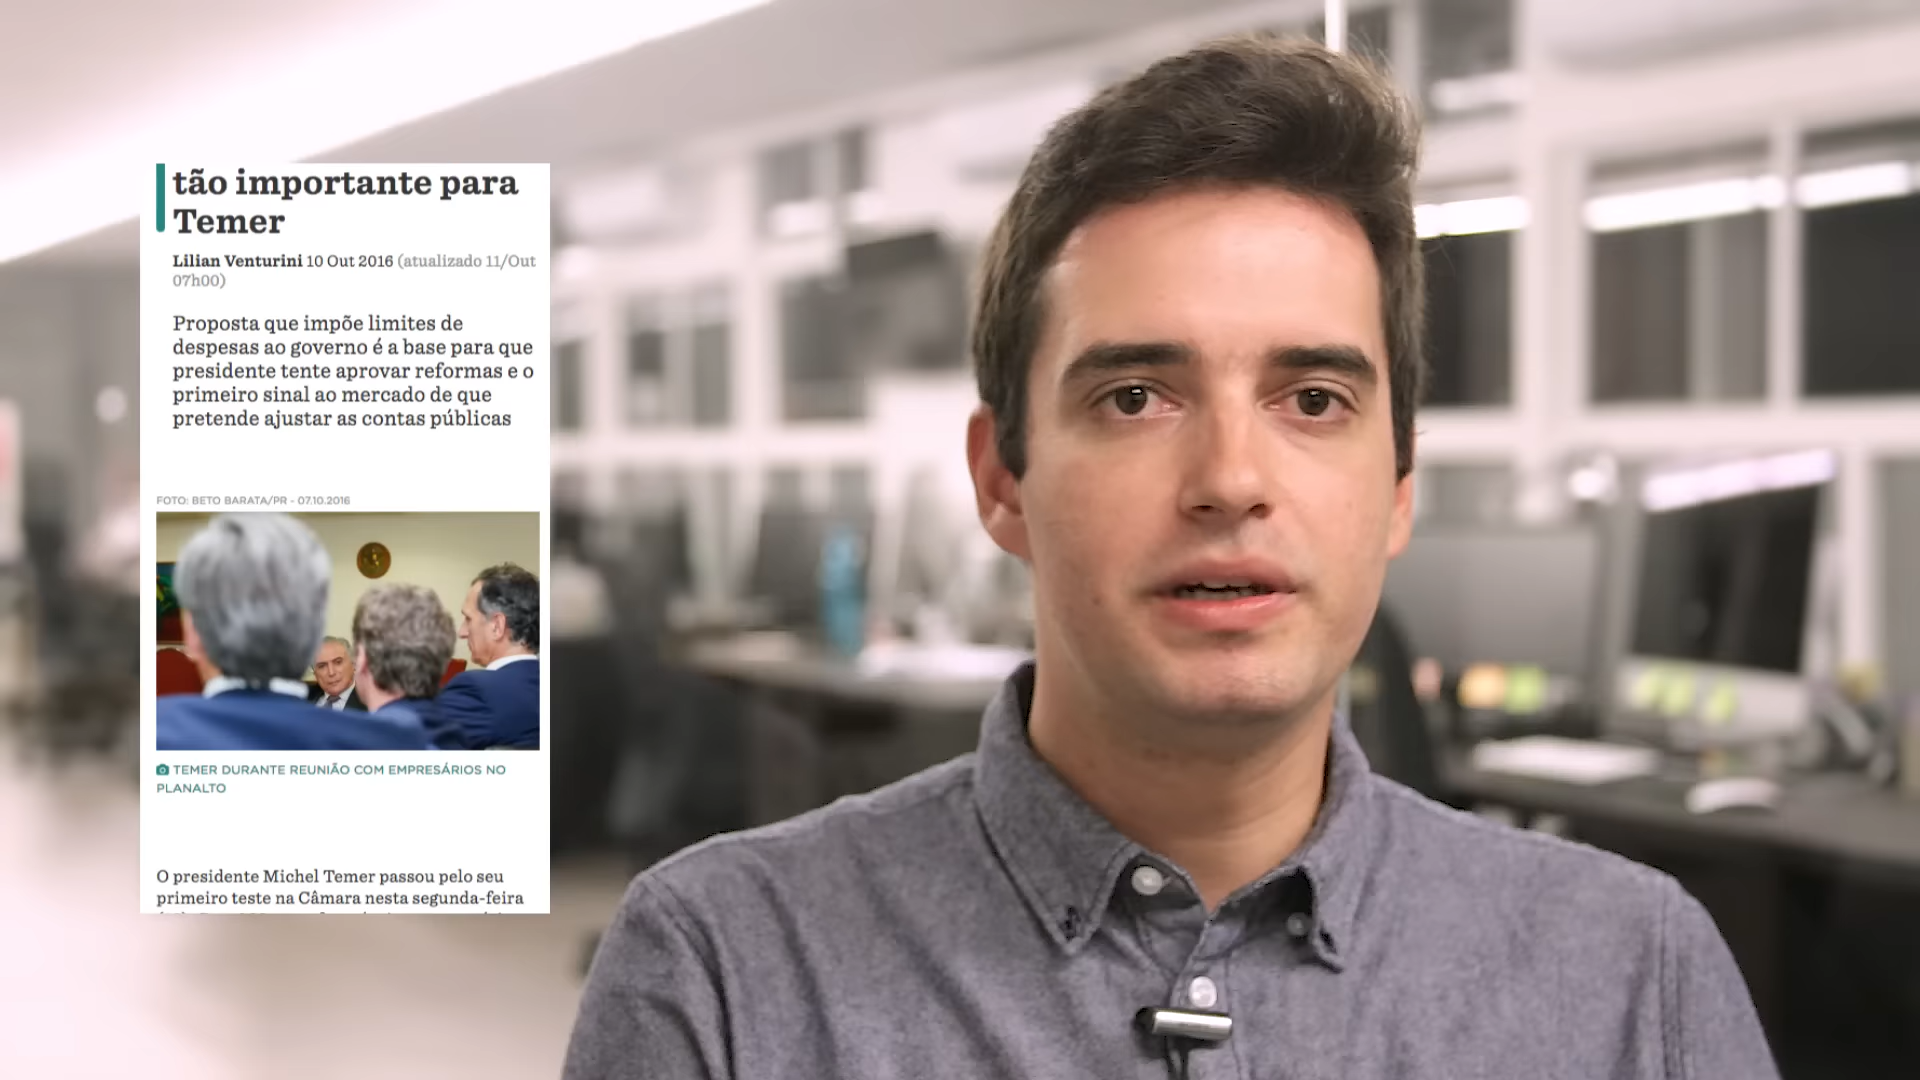 tão importante para
Temer
Lilian Venturini 10 Out 2016 (atualizado 11/Out
07h00)
Proposta que impõe limites de
despesas ao governo é a base para que
presidente tente aprovar reformas e o
primeiro sinal ao mercado de que
pretende ajustar as contas públicas
FOTO: BETO BARATA/PR - 07.10.2016
TEMER DURANTE REUNIÃO COM EMPRESÁRIOS NO
PLANALTO
O presidente Michel Temer passou pelo seu
primeiro teste na Câmara nesta segunda-feira